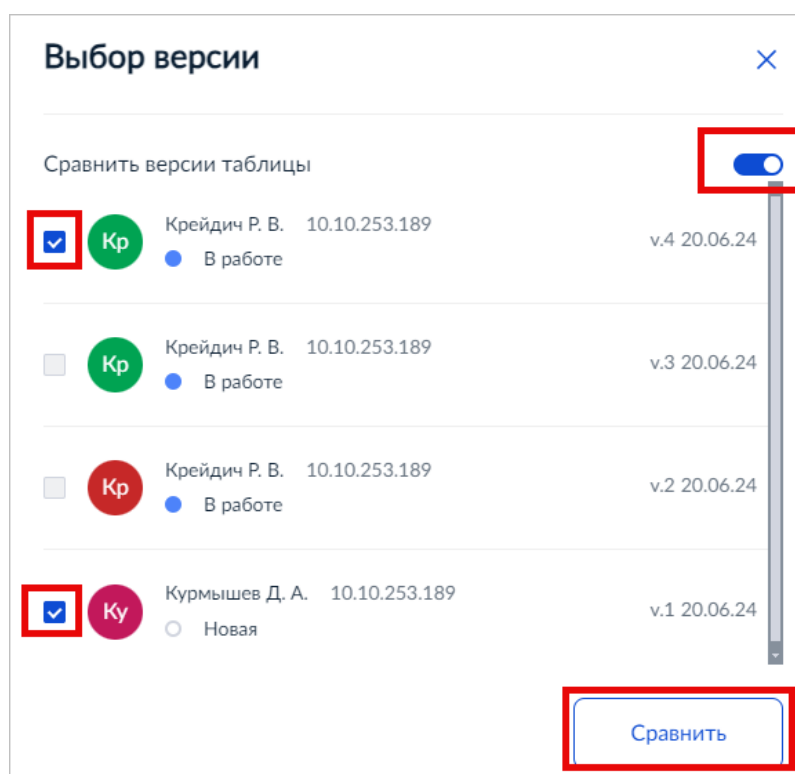 Выбор версии
Сравнить версии таблицы
Кр Крейдич Р. В. 10.10.253.189 v.4 20.06.24
В работе
Кр Крейдич Р. В. 10.10.253.189 v.3 20.06.24
В работе
Кр Крейдич Р. В. 10.10.253.189 v.2 20.06.24
В работе
Ку Курмышев Д. А. 10.10.253.189 v.1 20.06.24
Новая
Сравнить